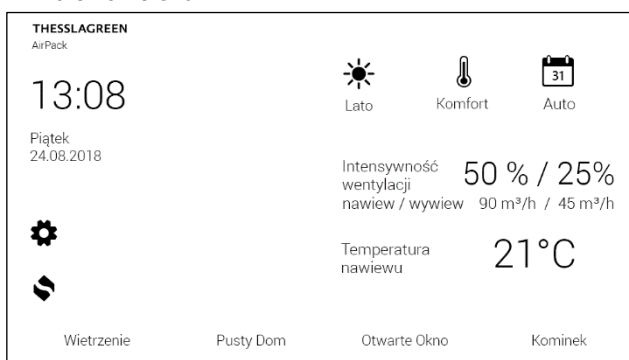 THESSLAGREEN
AirPack
13:08
Piątek
24.08.2018
31
Lato Komfort Auto
Intensywność
wentylacji
nawiew / wywiew
50 % / 25%
90 m³/h / 45 m³/h
Temperatura
nawiewu
21°C
Wietrzenie Pusty Dom Otwarte Okno Kominek